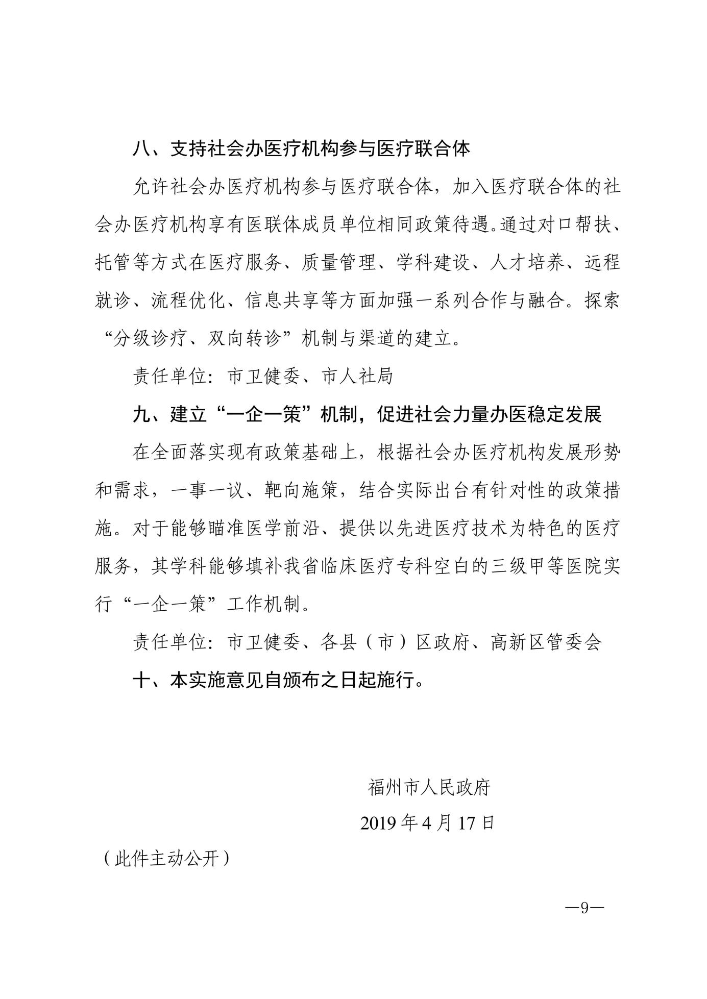 八、支持社会办医疗机构参与医疗联合体
允许社会办医疗机构参与医疗联合体，加入医疗联合体的社
会办医疗机构享有医联体成员单位相同政策待遇。通过对口帮扶、
托管等方式在医疗服务、质量管理、学科建设、人才培养、远程
就诊、流程优化、信息共享等方面加强一系列合作与融合。探索
“分级诊疗、双向转诊”机制与渠道的建立。
责任单位：市卫健委、市人社局
九、建立“一企一策”机制，促进社会力量办医稳定发展
在全面落实现有政策基础上，根据社会办医疗机构发展形势
和需求，一事一议、靶向施策，结合实际出台有针对性的政策措
施。对于能够瞄准医学前沿、提供以先进医疗技术为特色的医疗
服务，其学科能够填补我省临床医疗专科空白的三级甲等医院实
行“一企一策”工作机制。
责任单位：市卫健委、各县（市）区政府、高新区管委会
十、本实施意见自颁布之日起施行。
福州市人民政府
2019 年 4 月 17 日
（此件主动公开）
—9—